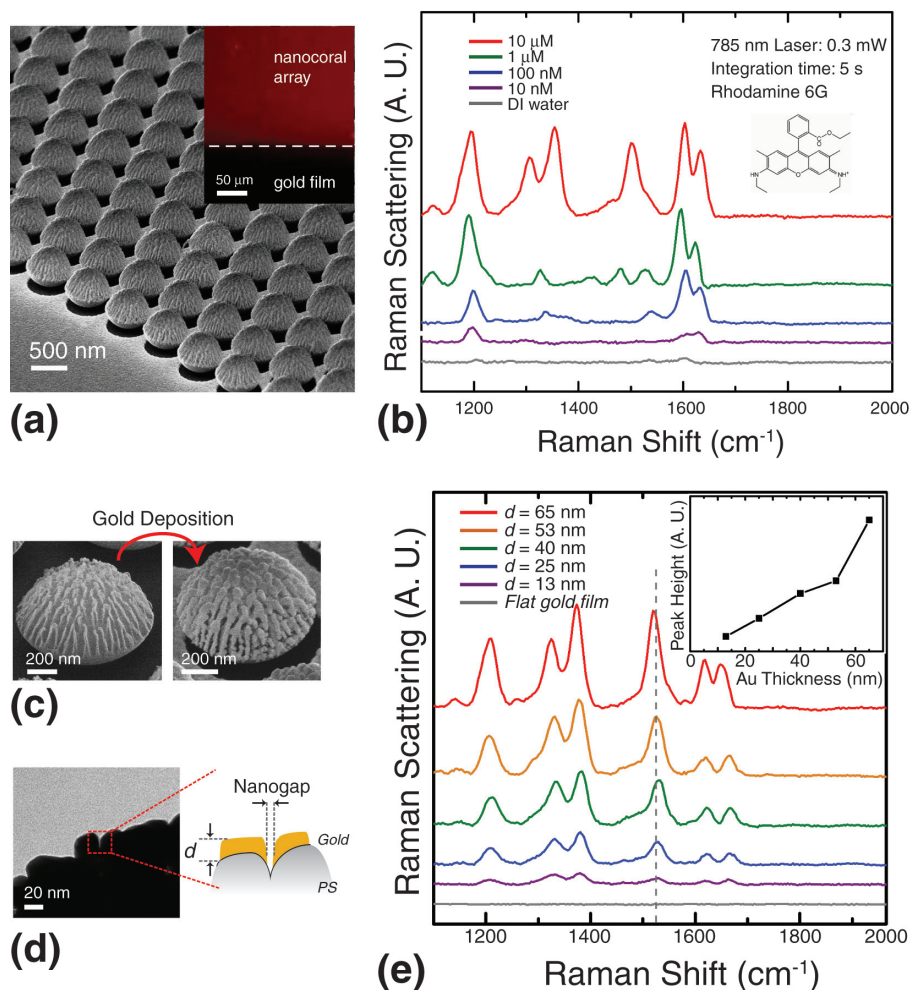 nanocoral
array
gold film
50 μm
500 nm
(a)
Raman Scattering (A. U.)
10 μM
1 μM
100 nM
10 nM
DI water
785 nm Laser: 0.3 mW
Integration time: 5 s
Rhodamine 6G
O
O
HN
O
NH⁺
1200 1400 1600 1800 2000
Raman Shift (cm⁻¹)
(b)
Gold Deposition
200 nm
200 nm
(c)
20 nm
Nanogap
d
Gold
PS
(d)
Raman Scattering (A. U.)
d = 65 nm
d = 53 nm
d = 40 nm
d = 25 nm
d = 13 nm
Flat gold film
Peak Height (A. U.)
0 20 40 60
Au Thickness (nm)
1200 1400 1600 1800 2000
Raman Shift (cm⁻¹)
(e)